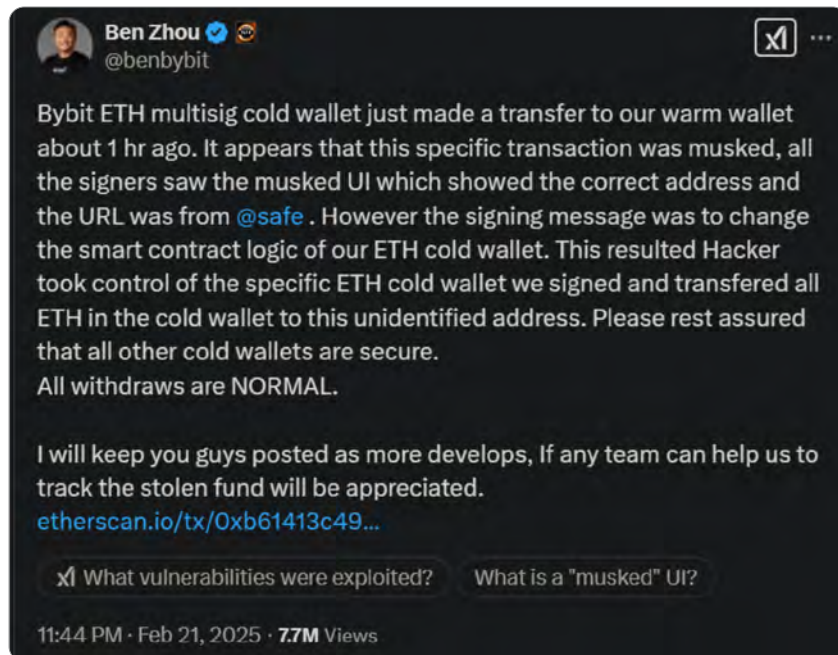 Ben Zhou
@benbybit
Bybit ETH multisig cold wallet just made a transfer to our warm wallet
about 1 hr ago. It appears that this specific transaction was musked, all
the signers saw the musked UI which showed the correct address and
the URL was from @safe . However the signing message was to change
the smart contract logic of our ETH cold wallet. This resulted Hacker
took control of the specific ETH cold wallet we signed and transfered all
ETH in the cold wallet to this unidentified address. Please rest assured
that all other cold wallets are secure.
All withdraws are NORMAL.
I will keep you guys posted as more develops, If any team can help us to
track the stolen fund will be appreciated.
etherscan.io/tx/0xb61413c49...
What vulnerabilities were exploited?
What is a "musked" UI?
11:44 PM · Feb 21, 2025 · 7.7M Views